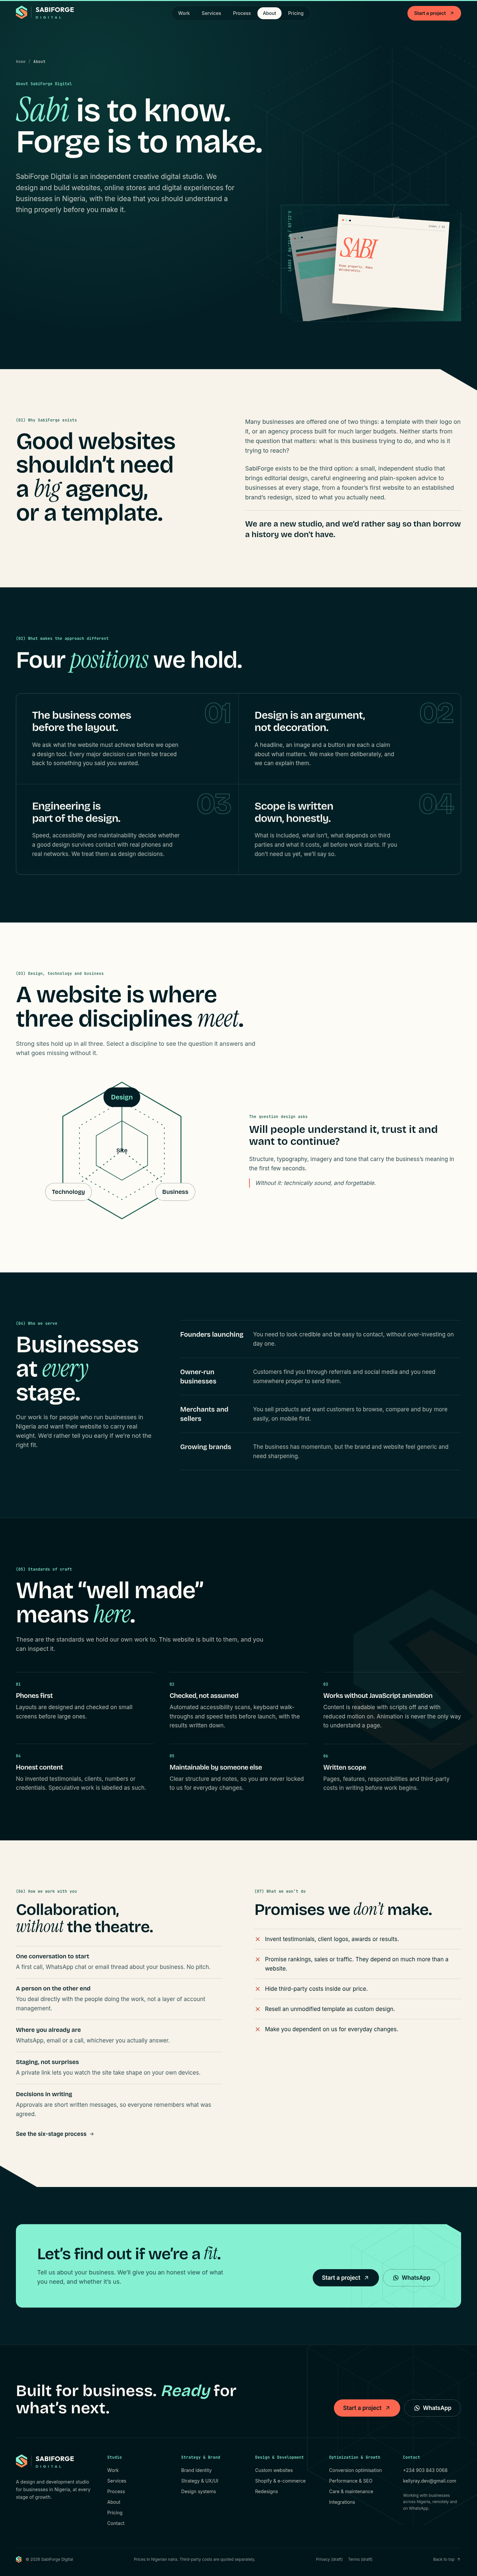 SABIFORGE
DIGITAL
Work
Services
Process
About
Pricing
Start a project
Home / About
About SabiForge Digital
Sabi is to know.
Forge is to make.
SabiForge Digital is an independent creative digital studio. We
design and build websites, online stores and digital experiences for
businesses in Nigeria, with the idea that you should understand a
thing properly before you make it.
SABI
(01) Why SabiForge exists
Good websites
shouldn't need
a big agency,
or a template.
Many businesses are offered one of two things: a template with their logo on
it, or an agency process built for much larger budgets. Neither starts from
the question that matters: what is this business trying to do, and who is it
trying to reach?
SabiForge exists to be the third option: a small, independent studio that
brings editorial design, careful engineering and plain-spoken advice to
businesses at every stage, from a founder's first website to an established
brand's redesign, sized to what you actually need.
We are a new studio, and we'd rather say so than borrow
a history we don't have.
(02) What makes the approach different
Four positions we hold.
01
The business comes
before the layout.
We ask what the website must achieve before we open
a design tool. Every major decision can then be traced
back to something you said you wanted.
02
Design is an argument,
not decoration.
A headline, an image and a button are each a claim
about what matters. We make them deliberately, and
we can explain them.
03
Engineering is
part of the design.
Speed, accessibility and maintainability decide whether
a good design survives contact with real phones and
real networks. We treat them as design decisions.
04
Scope is written
down, honestly.
What is included, what isn't, what depends on third
parties and what it costs, all before work starts. If you
don't need us yet, we'll say so.
(03) Design, technology and business
A website is where
three disciplines meet.
Strong sites hold up in all three. Select a discipline to see the question it answers and
what goes missing without it.
Design
Site
Technology
Business
The question design asks
Will people understand it, trust it and
want to continue?
Structure, typography, imagery and tone that carry the business's meaning in
the first few seconds.
Without it: technically sound, and forgettable.
(04) Who we serve
Businesses
at every
stage.
Our work is for people who run businesses in
Nigeria and want their website to carry real
weight. We'd rather tell you early if we're not the
right fit.
Founders launching
You need to look credible and be easy to contact, without over-investing on
day one.
Owner-run
businesses
Customers find you through referrals and social media and you need
somewhere proper to send them.
Merchants and
sellers
You sell products and want customers to browse, compare and buy more
easily, on mobile first.
Growing brands
The business has momentum, but the brand and website feel generic and
need sharpening.
(05) Standards of craft
What "well made"
means here.
These are the standards we hold our own work to. This website is built to them, and you
can inspect it.
01
Phones first
Layouts are designed and checked on small
screens before large ones.
02
Checked, not assumed
Automated accessibility scans, keyboard walk-
throughs and speed tests before launch, with the
results written down.
03
Works without JavaScript animation
Content is readable with scripts off and with
reduced motion on. Animation is never the only way
to understand a page.
04
Honest content
No invented testimonials, clients, numbers or
credentials. Speculative work is labelled as such.
05
Maintainable by someone else
Clear structure and notes, so you are never locked
to us for everyday changes.
06
Written scope
Pages, features, responsibilities and third-party
costs in writing before work begins.
(06) How we work with you
Collaboration,
without the theatre.
One conversation to start
A first call, WhatsApp chat or email thread about your business. No pitch.
A person on the other end
You deal directly with the people doing the work, not a layer of account
management.
Where you already are
WhatsApp, email or a call, whichever you actually answer.
Staging, not surprises
A private link lets you watch the site take shape on your own devices.
Decisions in writing
Approvals are short written messages, so everyone remembers what was
agreed.
See the six-stage process
(07) What we won't do
Promises we don't make.
Invent testimonials, client logos, awards or results.
Promise rankings, sales or traffic. They depend on much more than a
website.
Hide third-party costs inside our price.
Resell an unmodified template as custom design.
Make you dependent on us for everyday changes.
Let's find out if we're a fit.
Tell us about your business. We'll give you an honest view of what
you need, and whether it's us.
Start a project
WhatsApp
Built for business. Ready for
what's next.
Start a project
WhatsApp
SABIFORGE
DIGITAL
A design and development studio
for businesses in Nigeria, at every
stage of growth.
Studio
Work
Services
Process
About
Pricing
Contact
Strategy & Brand
Brand identity
Strategy & UX/UI
Design systems
Design & Development
Custom websites
Shopify & e-commerce
Redesigns
Optimization & Growth
Conversion optimisation
Performance & SEO
Care & maintenance
Integrations
Contact
+234 903 843 0068
kellyray.dev@gmail.com
Working with businesses
across Nigeria, remotely and
on WhatsApp.
© 2026 SabiForge Digital
Prices in Nigerian naira. Third-party costs are quoted separately.
Privacy (draft)
Terms (draft)
Back to top